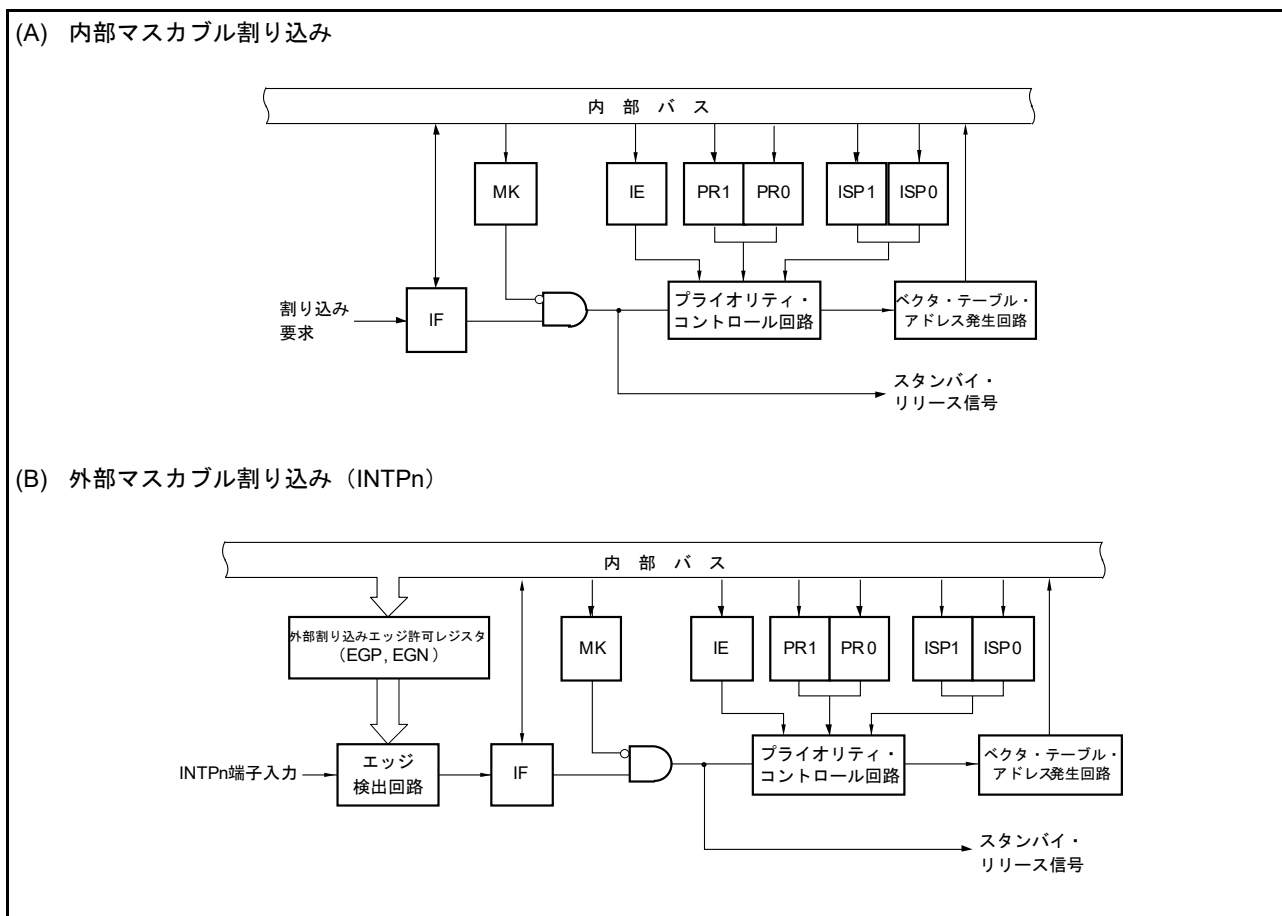 (A) 内部マスカブル割り込み
内 部 バ ス
MK
IE
PR1
PR0
ISP1
ISP0
割り込み
要求
IF
プライオリティ・
コントロール回路
ベクタ・テーブル・
アドレス発生回路
スタンバイ・
リリース信号
(B) 外部マスカブル割り込み（INTPn）
内 部 バ ス
外部割り込みエッジ許可レジスタ
（EGP, EGN）
MK
IE
PR1
PR0
ISP1
ISP0
INTPn端子入力
エッジ
検出回路
IF
プライオリティ・
コントロール回路
ベクタ・テーブル・
アドレス発生回路
スタンバイ・
リリース信号